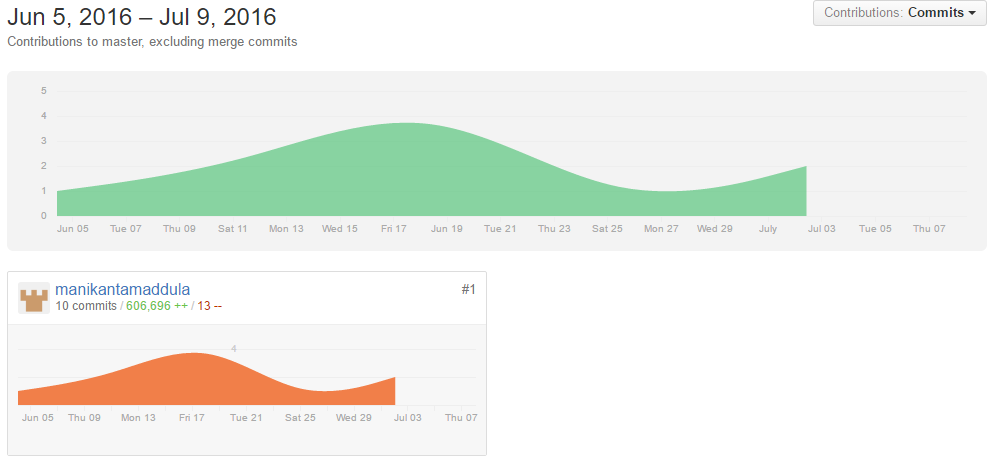 Jun 5, 2016 – Jul 9, 2016
Contributions: Commits
Contributions to master, excluding merge commits
5
4
3
2
1
0
Jun 05 Tue 07 Thu 09 Sat 11 Mon 13 Wed 15 Fri 17 Jun 19 Tue 21 Thu 23 Sat 25 Mon 27 Wed 29 July Jul 03 Tue 05 Thu 07
manikantamaddula #1
10 commits / 606,696 ++ / 13 --
4
Jun 05 Thu 09 Mon 13 Fri 17 Tue 21 Sat 25 Wed 29 Jul 03 Thu 07